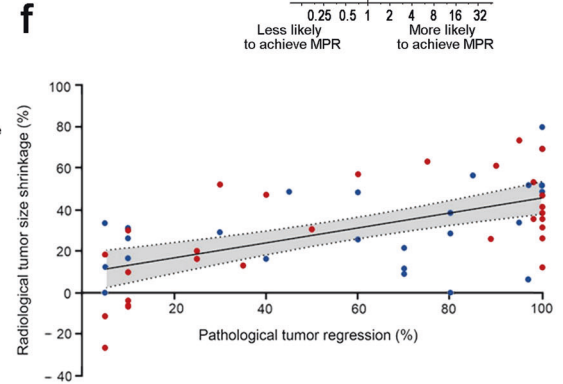 f
0.25 0.5 1 2 4 8 16 32
Less likely
to achieve MPR
More likely
to achieve MPR
Radiological tumor size shrinkage (%)
100
80
60
40
20
0
– 20
– 40
20 40 60 80 100
Pathological tumor regression (%)